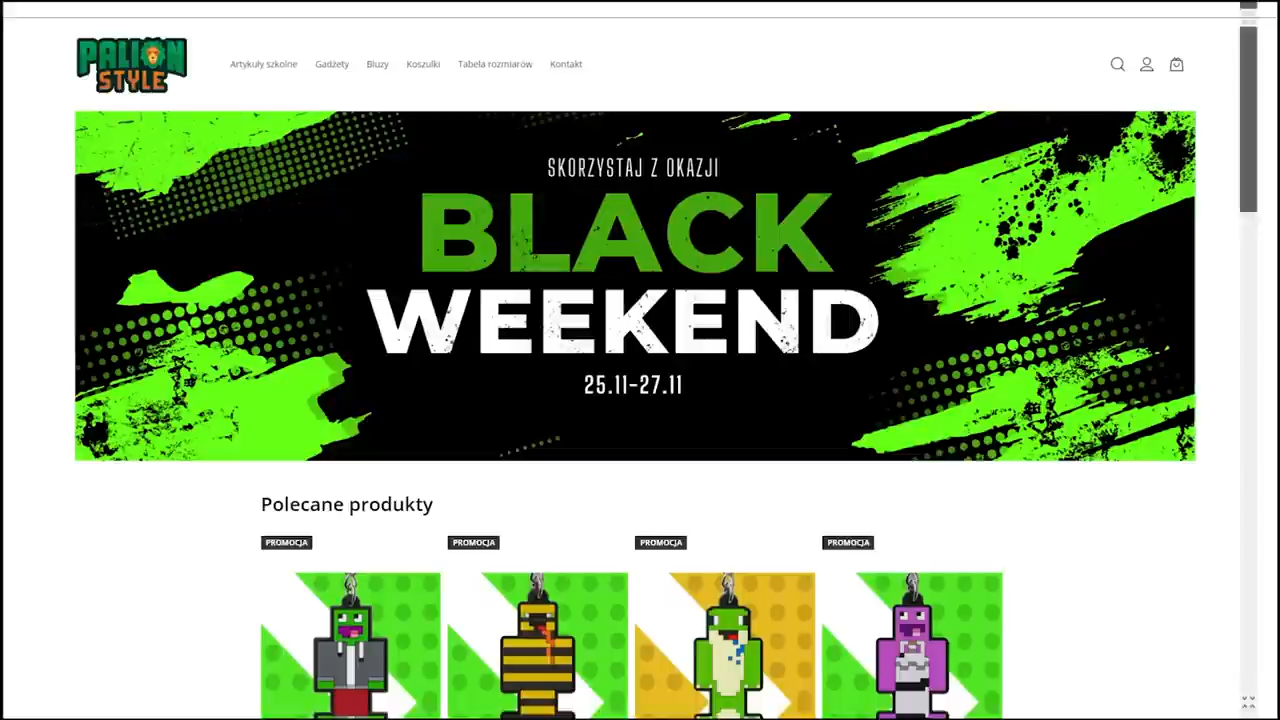 PALION
STYLE
Artykuły szkolne Gadżety Bluzy Koszulki Tabela rozmiarów Kontakt
SKORZYSTAJ Z OKAZJI
BLACK
WEEKEND
25.11-27.11
Polecane produkty
PROMOCJA PROMOCJA PROMOCJA PROMOCJA